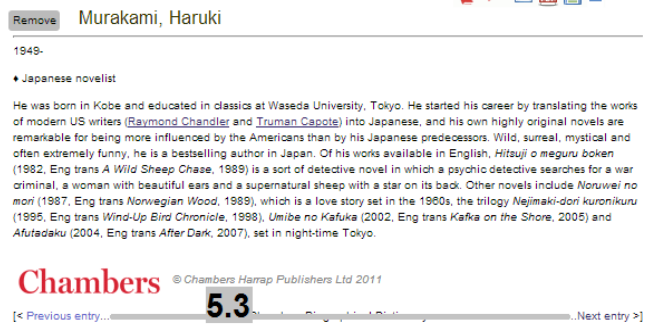 Remove Murakami, Haruki
1949-
♦ Japanese novelist
He was born in Kobe and educated in classics at Waseda University, Tokyo. He started his career by translating the works
of modern US writers (Raymond Chandler and Truman Capote) into Japanese, and his own highly original novels are
remarkable for being more influenced by the Americans than by his Japanese predecessors. Wild, surreal, mystical and
often extremely funny, he is a bestselling author in Japan. Of his works available in English, Hitsuji o meguru boken
(1982, Eng trans A Wild Sheep Chase, 1989) is a sort of detective novel in which a psychic detective searches for a war
criminal, a woman with beautiful ears and a supernatural sheep with a star on its back. Other novels include Noruwei no
mori (1987, Eng trans Norwegian Wood, 1989), which is a love story set in the 1960s, the trilogy Nejimaki-dori kuronikuru
(1995, Eng trans Wind-Up Bird Chronicle, 1998), Umibe no Kafuka (2002, Eng trans Kafka on the Shore, 2005) and
Afutadaku (2004, Eng trans After Dark, 2007), set in night-time Tokyo.
Chambers © Chambers Harrap Publishers Ltd 2011
[< Previous entry... 5.3 ...Next entry >]